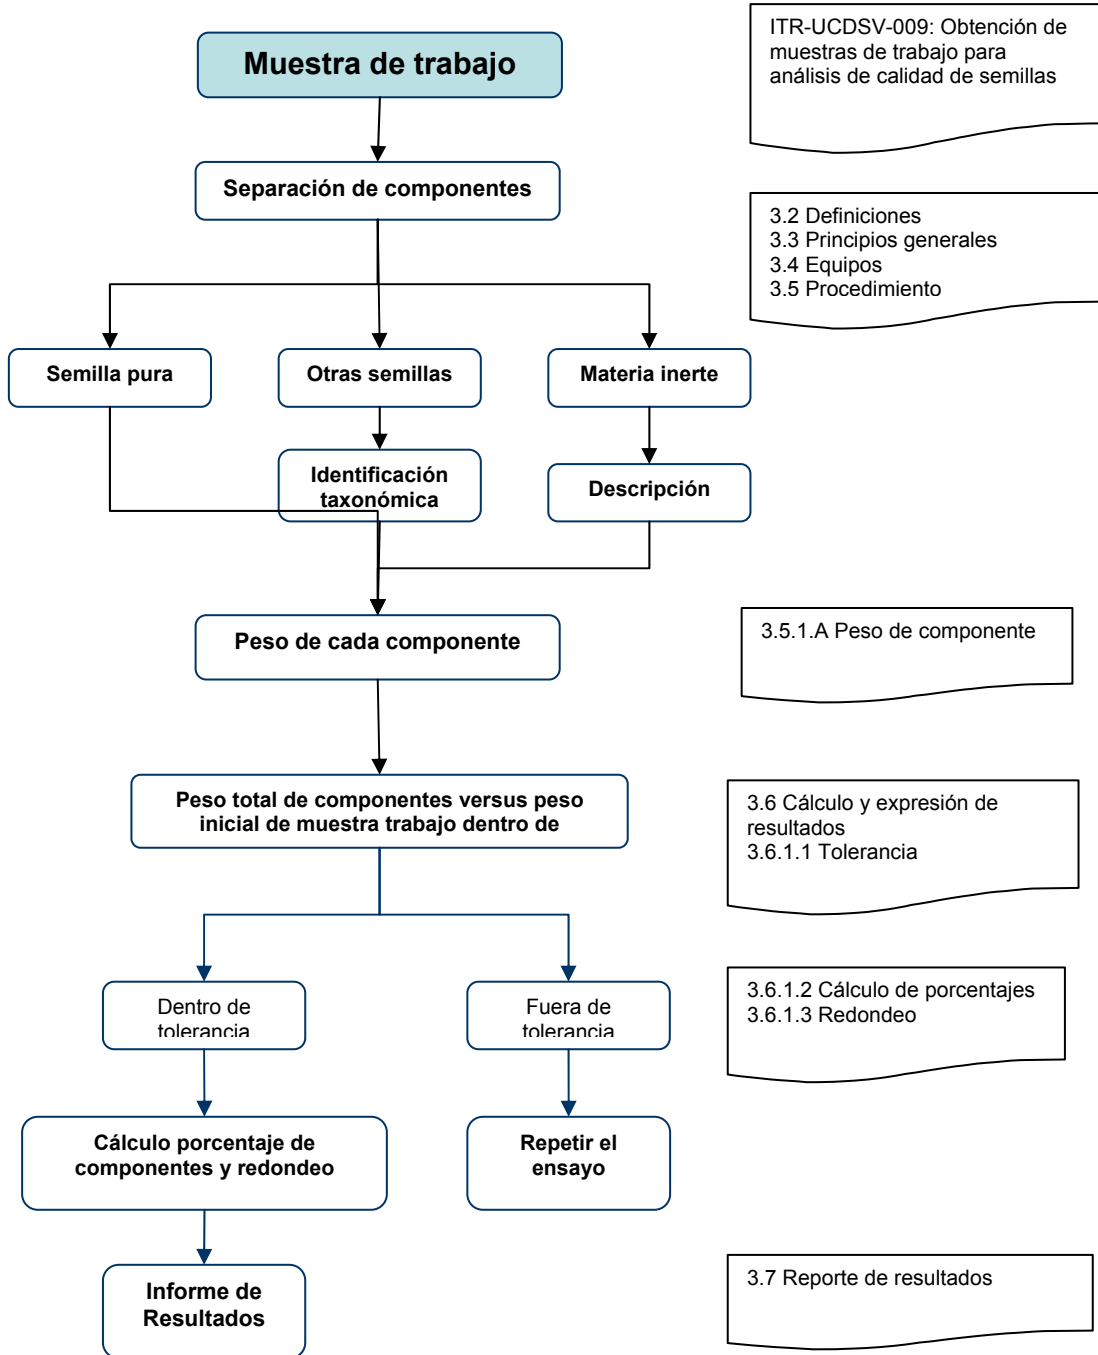 Muestra de trabajo
ITR-UCDSV-009: Obtención de
muestras de trabajo para
análisis de calidad de semillas
Separación de componentes
3.2 Definiciones
3.3 Principios generales
3.4 Equipos
3.5 Procedimiento
Semilla pura
Otras semillas
Materia inerte
Identificación
taxonómica
Descripción
Peso de cada componente
3.5.1.A Peso de componente
Peso total de componentes versus peso
inicial de muestra trabajo dentro de
3.6 Cálculo y expresión de
resultados
3.6.1.1 Tolerancia
Dentro de
tolerancia
Fuera de
tolerancia
3.6.1.2 Cálculo de porcentajes
3.6.1.3 Redondeo
Cálculo porcentaje de
componentes y redondeo
Repetir el
ensayo
Informe de
Resultados
3.7 Reporte de resultados